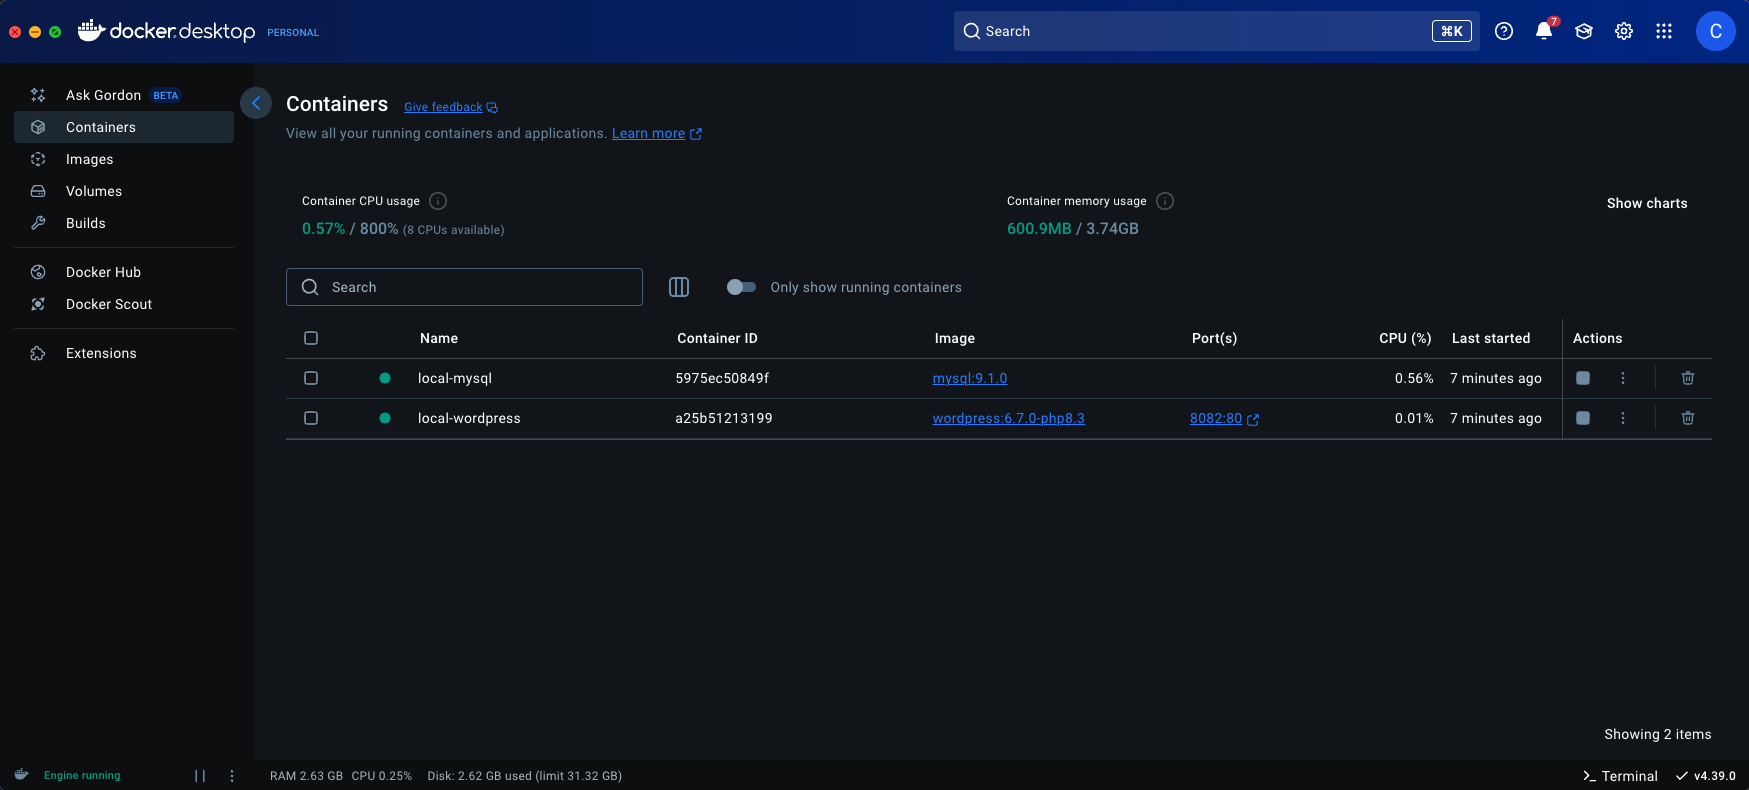 docker.desktop PERSONAL
Search ⌘K
7
C
Ask Gordon BETA
Containers
Images
Volumes
Builds
Docker Hub
Docker Scout
Extensions
Containers Give feedback
View all your running containers and applications. Learn more
Container CPU usage
0.57% / 800% (8 CPUs available)
Container memory usage
600.9MB / 3.74GB
Show charts
Search
Only show running containers
Name Container ID Image Port(s) CPU (%) Last started Actions
local-mysql 5975ec50849f mysql:9.1.0 0.56% 7 minutes ago
local-wordpress a25b51213199 wordpress:6.7.0-php8.3 8082:80 0.01% 7 minutes ago
Showing 2 items
Engine running
RAM 2.63 GB CPU 0.25% Disk: 2.62 GB used (limit 31.32 GB)
Terminal v4.39.0